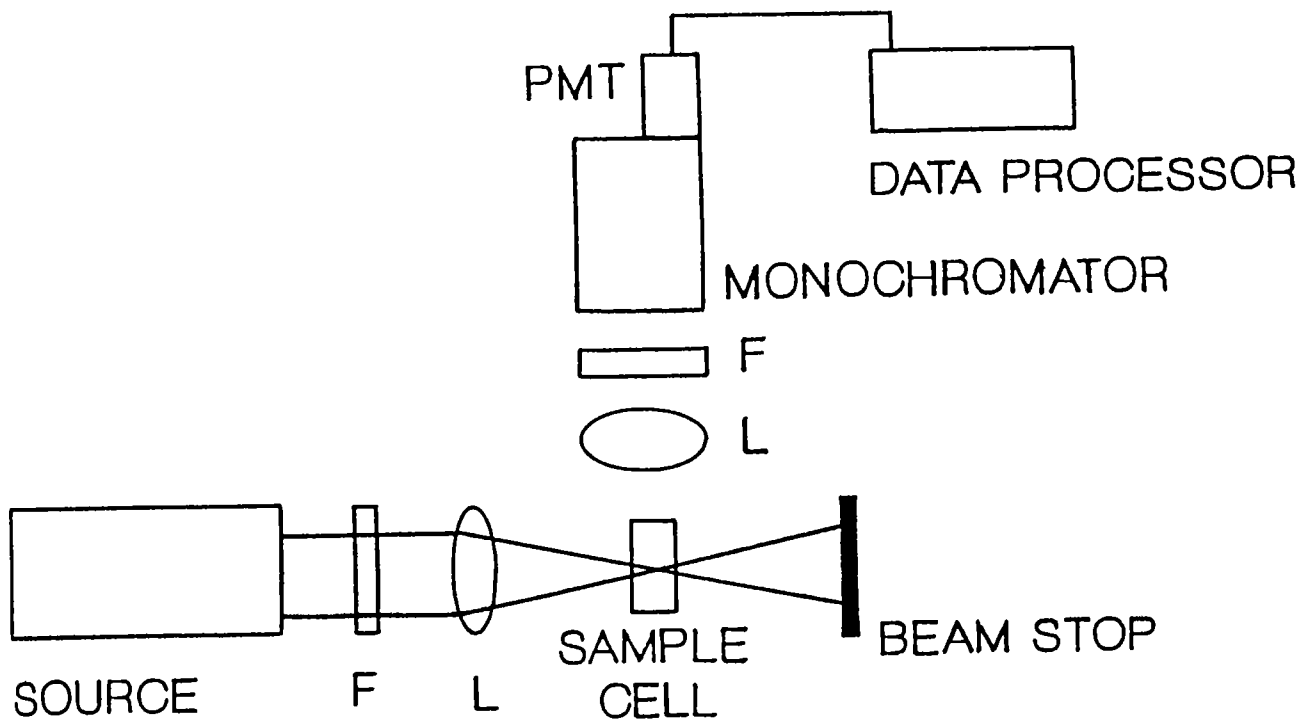 PMT
DATA PROCESSOR
MONOCHROMATOR
F
L
SAMPLE
CELL
BEAM STOP
SOURCE
F
L